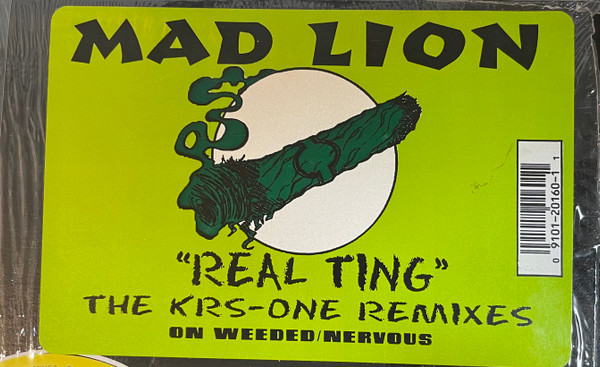 MAD LION
"REAL TING"
THE KRS-ONE REMIXES
ON WEEDED/NERVOUS
0 9101-20160-1 1